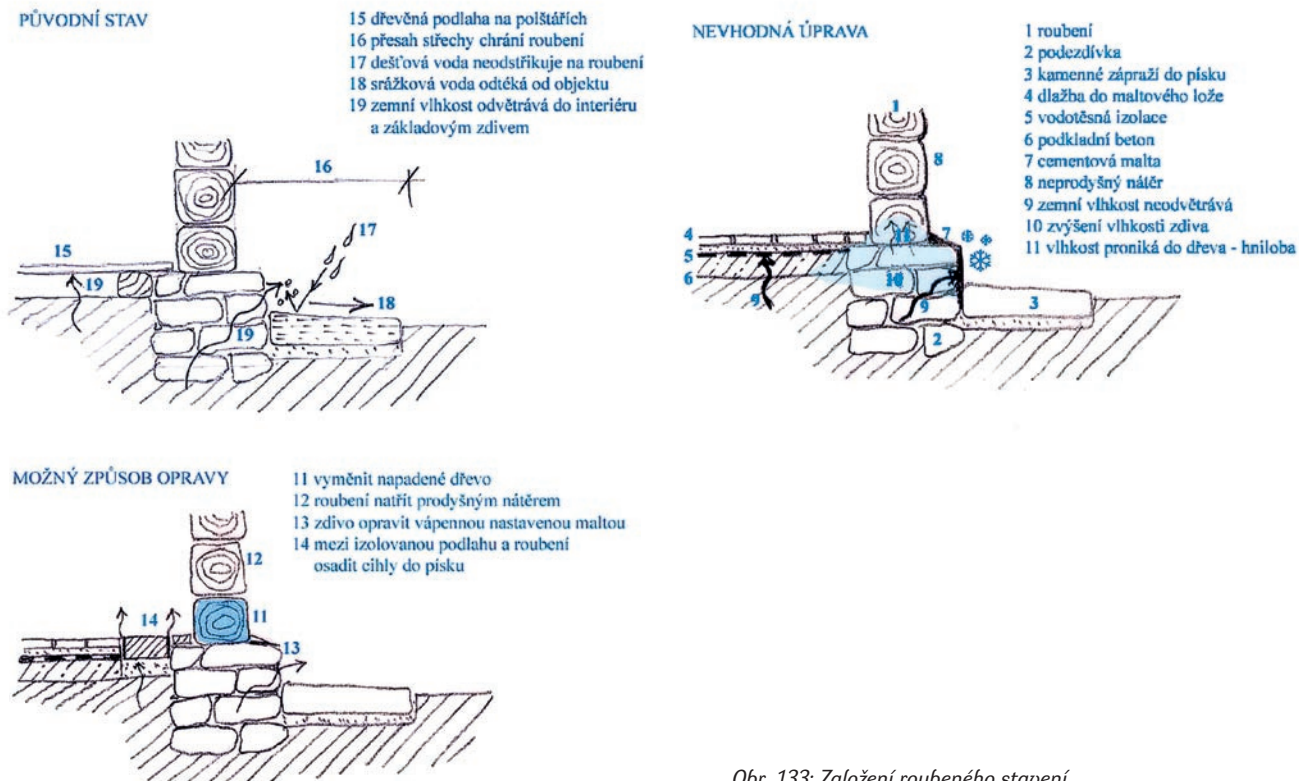 PŮVODNÍ STAV
15 dřevěná podlaha na polštářích
16 přesah střechy chrání roubení
17 dešťová voda neodstřikuje na roubení
18 srážková voda odtéká od objektu
19 zemní vlhkost odvětrává do interiéru
a základovým zdivem
16
17
15
19
18
19
NEVHODNÁ ÚPRAVA
1 roubení
2 podezdívka
3 kamenné zápraží do písku
4 dlažba do maltového lože
5 vodotěsná izolace
6 podkladní beton
7 cementová malta
8 neprodyšný nátěr
9 zemní vlhkost neodvětrává
10 zvýšení vlhkosti zdiva
11 vlhkost proniká do dřeva - hniloba
1
8
4
11
7
5
6
10
9
9
3
2
MOŽNÝ ZPŮSOB OPRAVY
11 vyměnit napadené dřevo
12 roubení natřít prodyšným nátěrem
13 zdivo opravit vápennou nastavenou maltou
14 mezi izolovanou podlahu a roubení
osadit cihly do písku
12
14
11
13
Obr. 133: Založení roubeného stavení